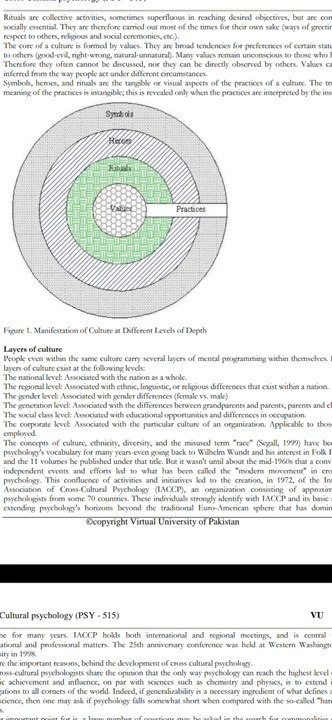 Rituals are collective activities, sometimes superfluous in reaching desired objectives, but are con
socially essential. They are therefore carried out most of the times for their own sake (ways of greetin
respect to others, religious and social ceremonies, etc.).
The core of a culture is formed by values. They are broad tendencies for preferences of certain state
to others (good-evil, right-wrong, natural-unnatural). Many values remain unconscious to those who h
Therefore they often cannot be discussed, nor they can be directly observed by others. Values ca
inferred from the way people act under different circumstances.
Symbols, heroes, and rituals are the tangible or visual aspects of the practices of a culture. The tru
meaning of the practices is intangible; this is revealed only when the practices are interpreted by the ins
Symbols
Heroes
Rituals
Values
Practices
Figure 1. Manifestation of Culture at Different Levels of Depth
Layers of culture
People even within the same culture carry several layers of mental programming within themselves. I
layers of culture exist at the following levels:
The national level: Associated with the nation as a whole.
The regional level: Associated with ethnic, linguistic, or religious differences that exist within a nation.
The gender level: Associated with gender differences (female vs. male)
The generation level: Associated with the differences between grandparents and parents, parents and ch
The social class level: Associated with educational opportunities and differences in occupation.
The corporate level: Associated with the particular culture of an organization. Applicable to thos
employed.
The concepts of culture, ethnicity, diversity, and the misused term "race" (Segall, 1999) have bee
psychology's vocabulary for many years-even going back to Wilhelm Wundt and his interest in Folk P
and the 11 volumes he published under that title. But it wasn't until about the mid-1960s that a conv
independent events and efforts led to what has been called the "modern movement" in cro
psychology. This confluence of activities and initiatives led to the creation, in 1972, of the Int
Association of Cross-Cultural Psychology (IACCP), an organization consisting of approxim
psychologists from some 70 countries. These individuals strongly identify with IACCP and its basic
extending psychology's horizons beyond the traditional Euro-American sphere that has domin
©copyright Virtual University of Pakistan
Cultural psychology (PSY - 515) VU
ne for many years. IACCP holds both international and regional meetings, and is central
ational and professional matters. The 25th anniversary conference was held at Western Washingto
sity in 1998.
re the important reasons, behind the development of cross cultural psychology.
ross-cultural psychologists share the opinion that the only way psychology can reach the highest level
ic achievement and influence, on par with sciences such as chemistry and physics, is to extend i
gations to all corners of the world. Indeed, if generalizability is a necessary ingredient of what defines
science, then one may ask if psychology falls somewhat short when compared with the so-called "ha
s.